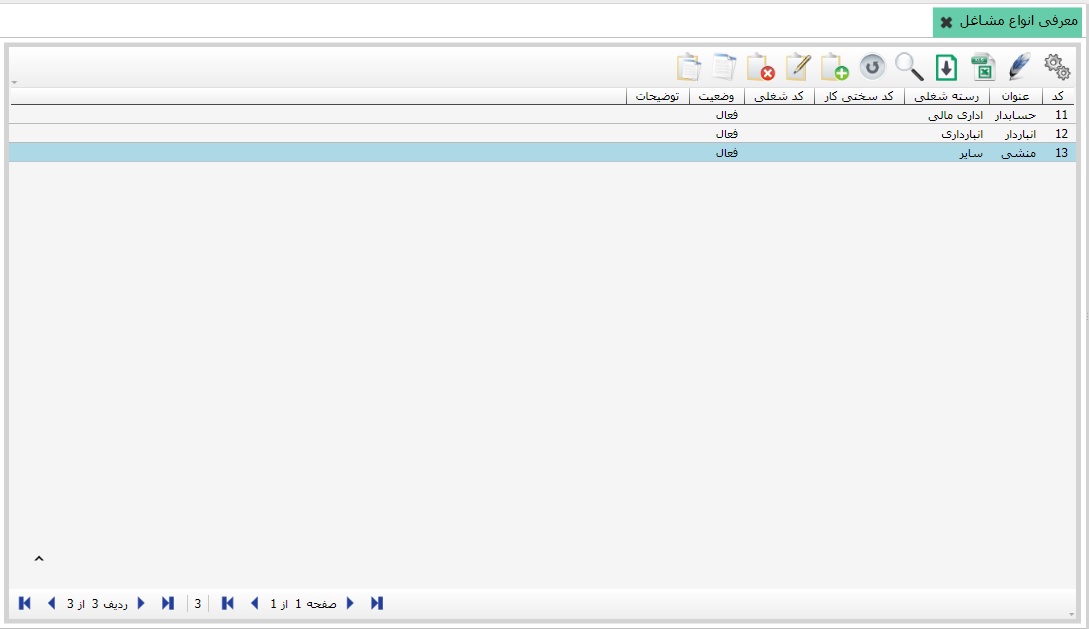 معرفی انواع مشاغل
کد عنوان رسته شغلی کد سختی کار کد شغلی وضعیت توضیحات
11 حسابدار اداری مالی فعال
12 انباردار انبارداری فعال
13 منشی سایر فعال
صفحه 1 از 1 3 ردیف 3 از 3